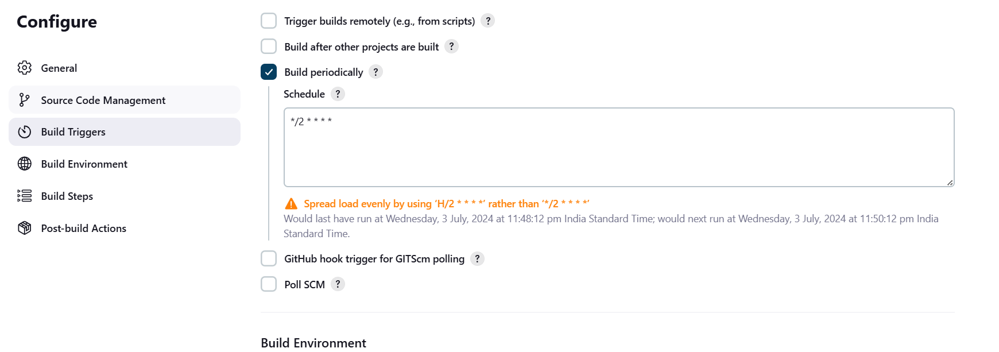 Configure
General
Source Code Management
Build Triggers
Build Environment
Build Steps
Post-build Actions
Trigger builds remotely (e.g., from scripts) ?
Build after other projects are built ?
Build periodically ?
Schedule ?
*/2 * * * *
Spread load evenly by using ‘H/2 * * * *’ rather than ‘*/2 * * * *’
Would last have run at Wednesday, 3 July, 2024 at 11:48:12 pm India Standard Time; would next run at Wednesday, 3 July, 2024 at 11:50:12 pm India
Standard Time.
GitHub hook trigger for GITScm polling ?
Poll SCM ?
Build Environment